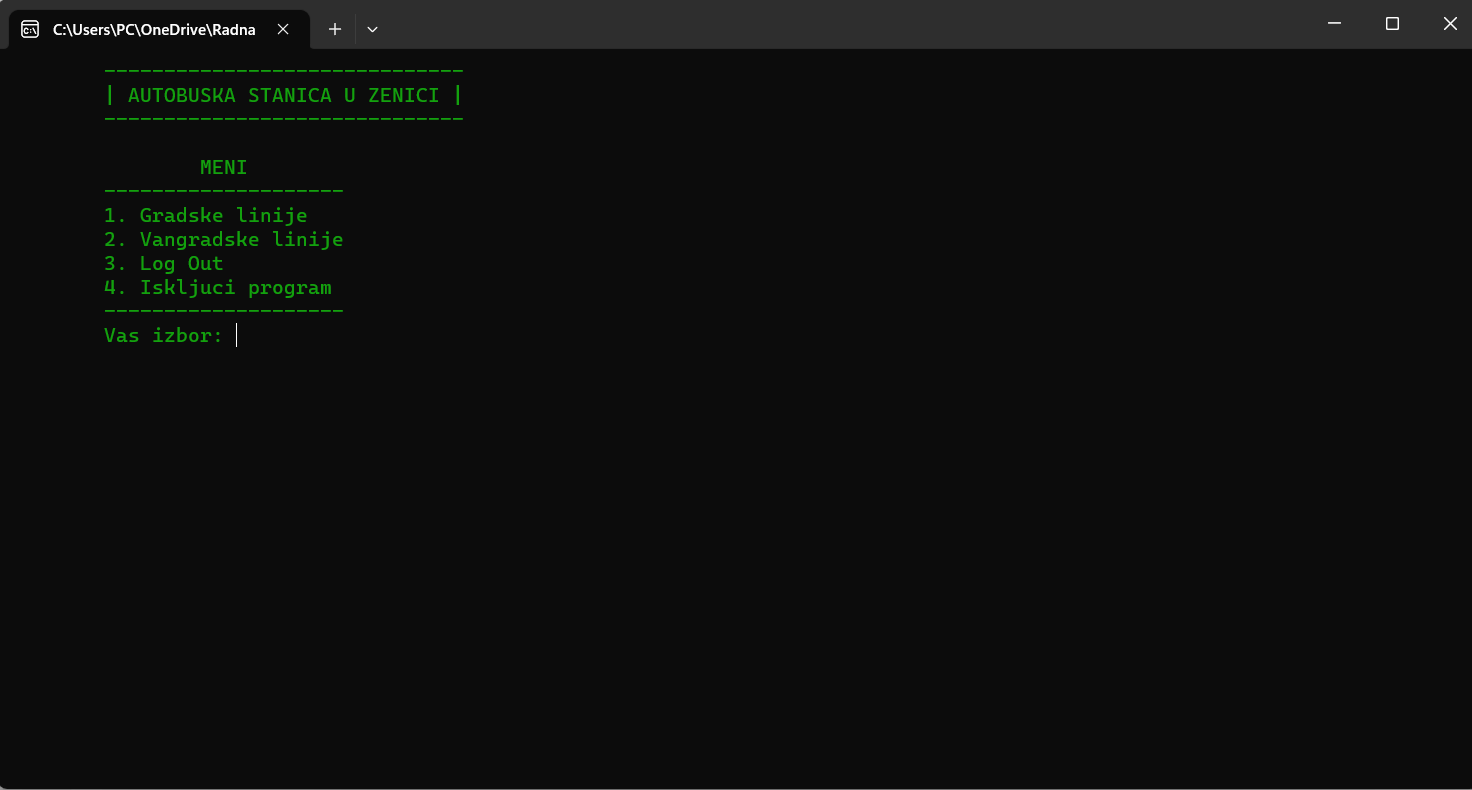 C:\Users\PC\OneDrive\Radna
------------------------------
| AUTOBUSKA STANICA U ZENICI |
------------------------------
MENI
--------------------
1. Gradske linije
2. Vangradske linije
3. Log Out
4. Iskljuci program
--------------------
Vas izbor: